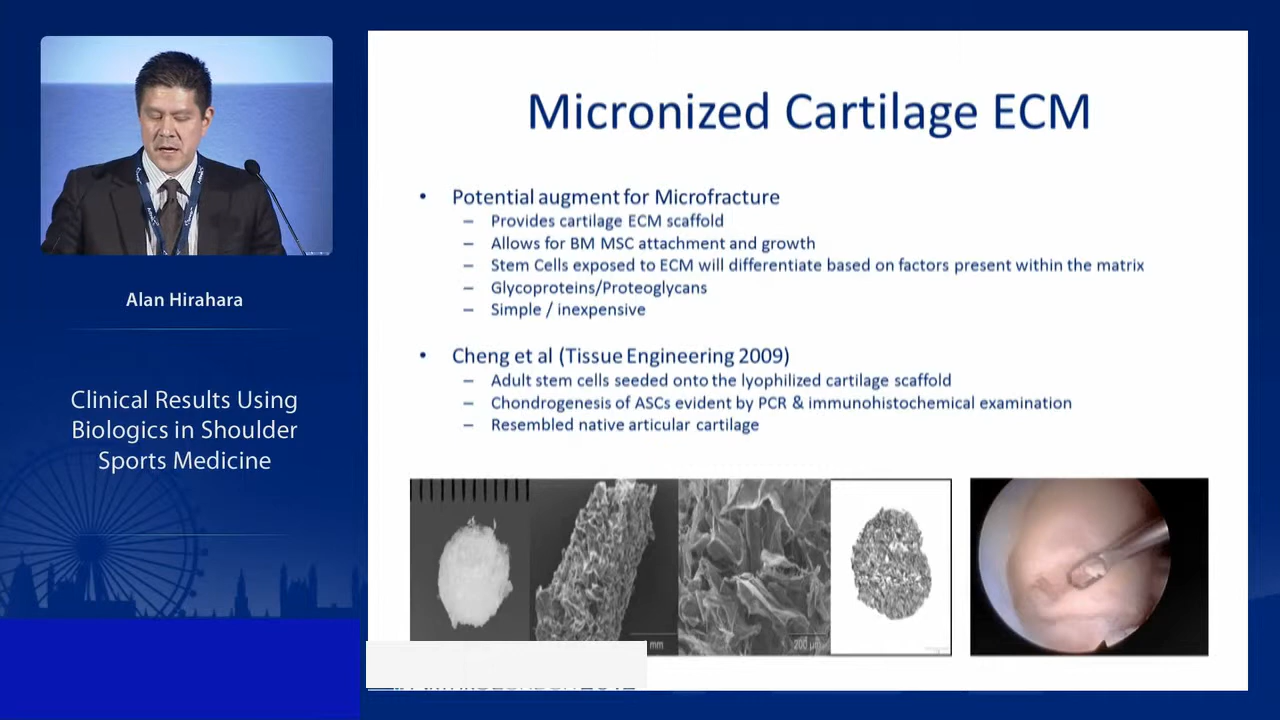 Alan Hirahara
Clinical Results Using
Biologics in Shoulder
Sports Medicine
Micronized Cartilage ECM
• Potential augment for Microfracture
– Provides cartilage ECM scaffold
– Allows for BM MSC attachment and growth
– Stem Cells exposed to ECM will differentiate based on factors present within the matrix
– Glycoproteins/Proteoglycans
– Simple / inexpensive
• Cheng et al (Tissue Engineering 2009)
– Adult stem cells seeded onto the lyophilized cartilage scaffold
– Chondrogenesis of ASCs evident by PCR & immunohistochemical examination
– Resembled native articular cartilage
mm
200 μm